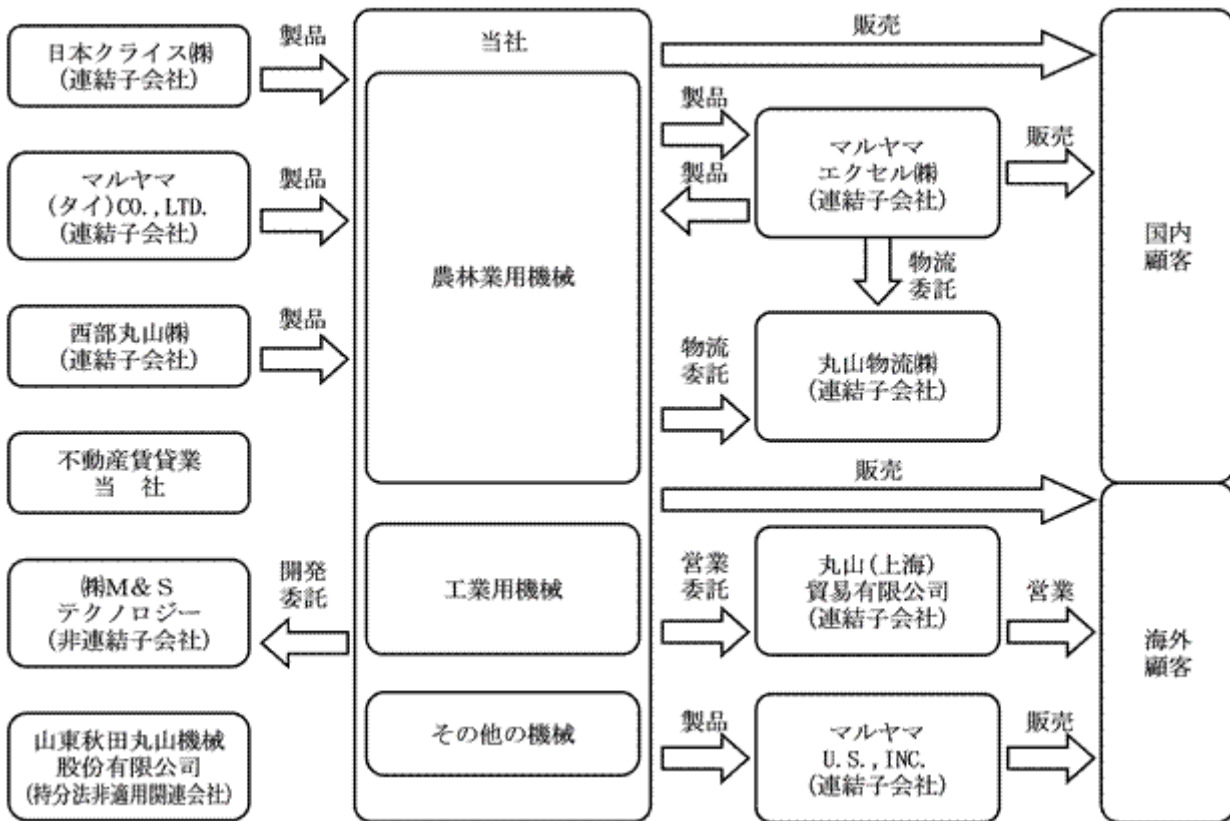 日本クライス㈱
(連結子会社)
製品
マルヤマ
(タイ)CO.,LTD.
(連結子会社)
製品
西部丸山㈱
(連結子会社)
製品
不動産賃貸業
当　社
㈱M＆S
テクノロジー
(非連結子会社)
開発
委託
山東秋田丸山機械
股份有限公司
(持分法非適用関連会社)
当社
農林業用機械
工業用機械
その他の機械
販売
製品
製品
マルヤマ
エクセル㈱
(連結子会社)
販売
物流
委託
物流
委託
丸山物流㈱
(連結子会社)
販売
営業
委託
丸山(上海)
貿易有限公司
(連結子会社)
営業
製品
マルヤマ
U.S.,INC.
(連結子会社)
販売
国内
顧客
海外
顧客